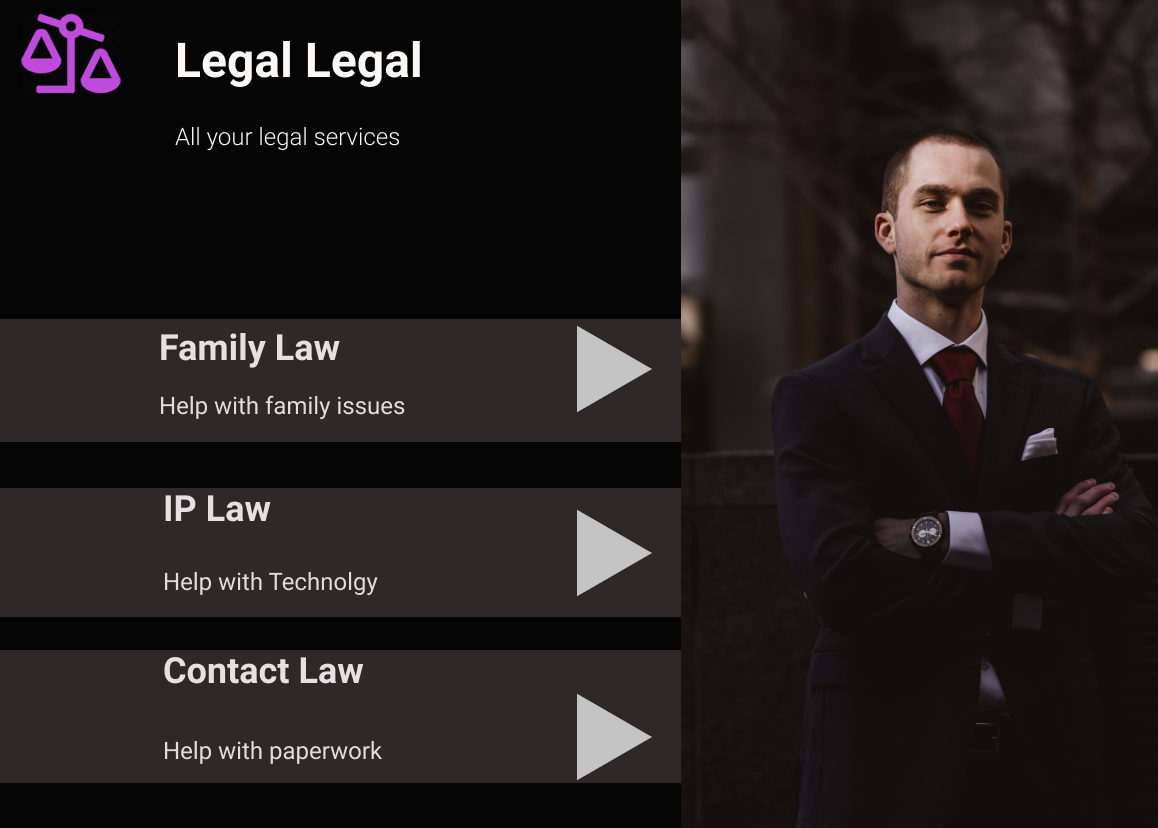 Legal Legal
All your legal services
Family Law
Help with family issues
IP Law
Help with Technolgy
Contact Law
Help with paperwork